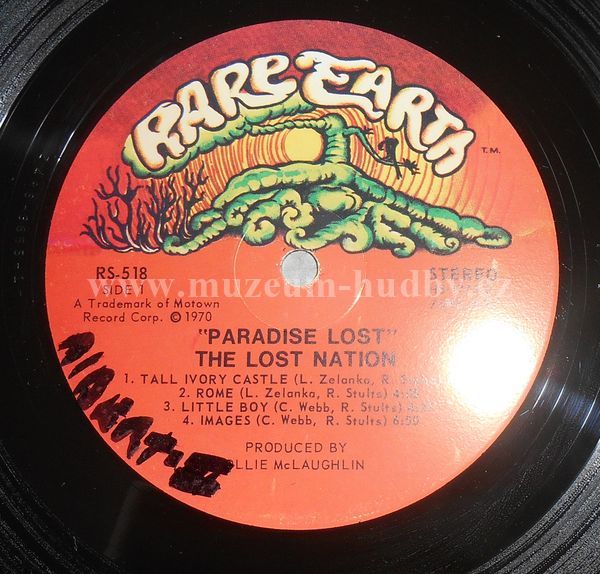 RARE EARTH
T.M.
RS-518
STEREO
SIDE 1
www.muzeum-hudby.cz
A Trademark of Motown
Record Corp. © 1970
"PARADISE LOST"
THE LOST NATION
1. TALL IVORY CASTLE (L. Zelanka, R.
2. ROME (L. Zelanka, R. Stults)
3. LITTLE BOY (C. Webb, R. Stults)
4. IMAGES (C. Webb, R. Stults) 6:59
PRODUCED BY
OLLIE McLAUGHLIN